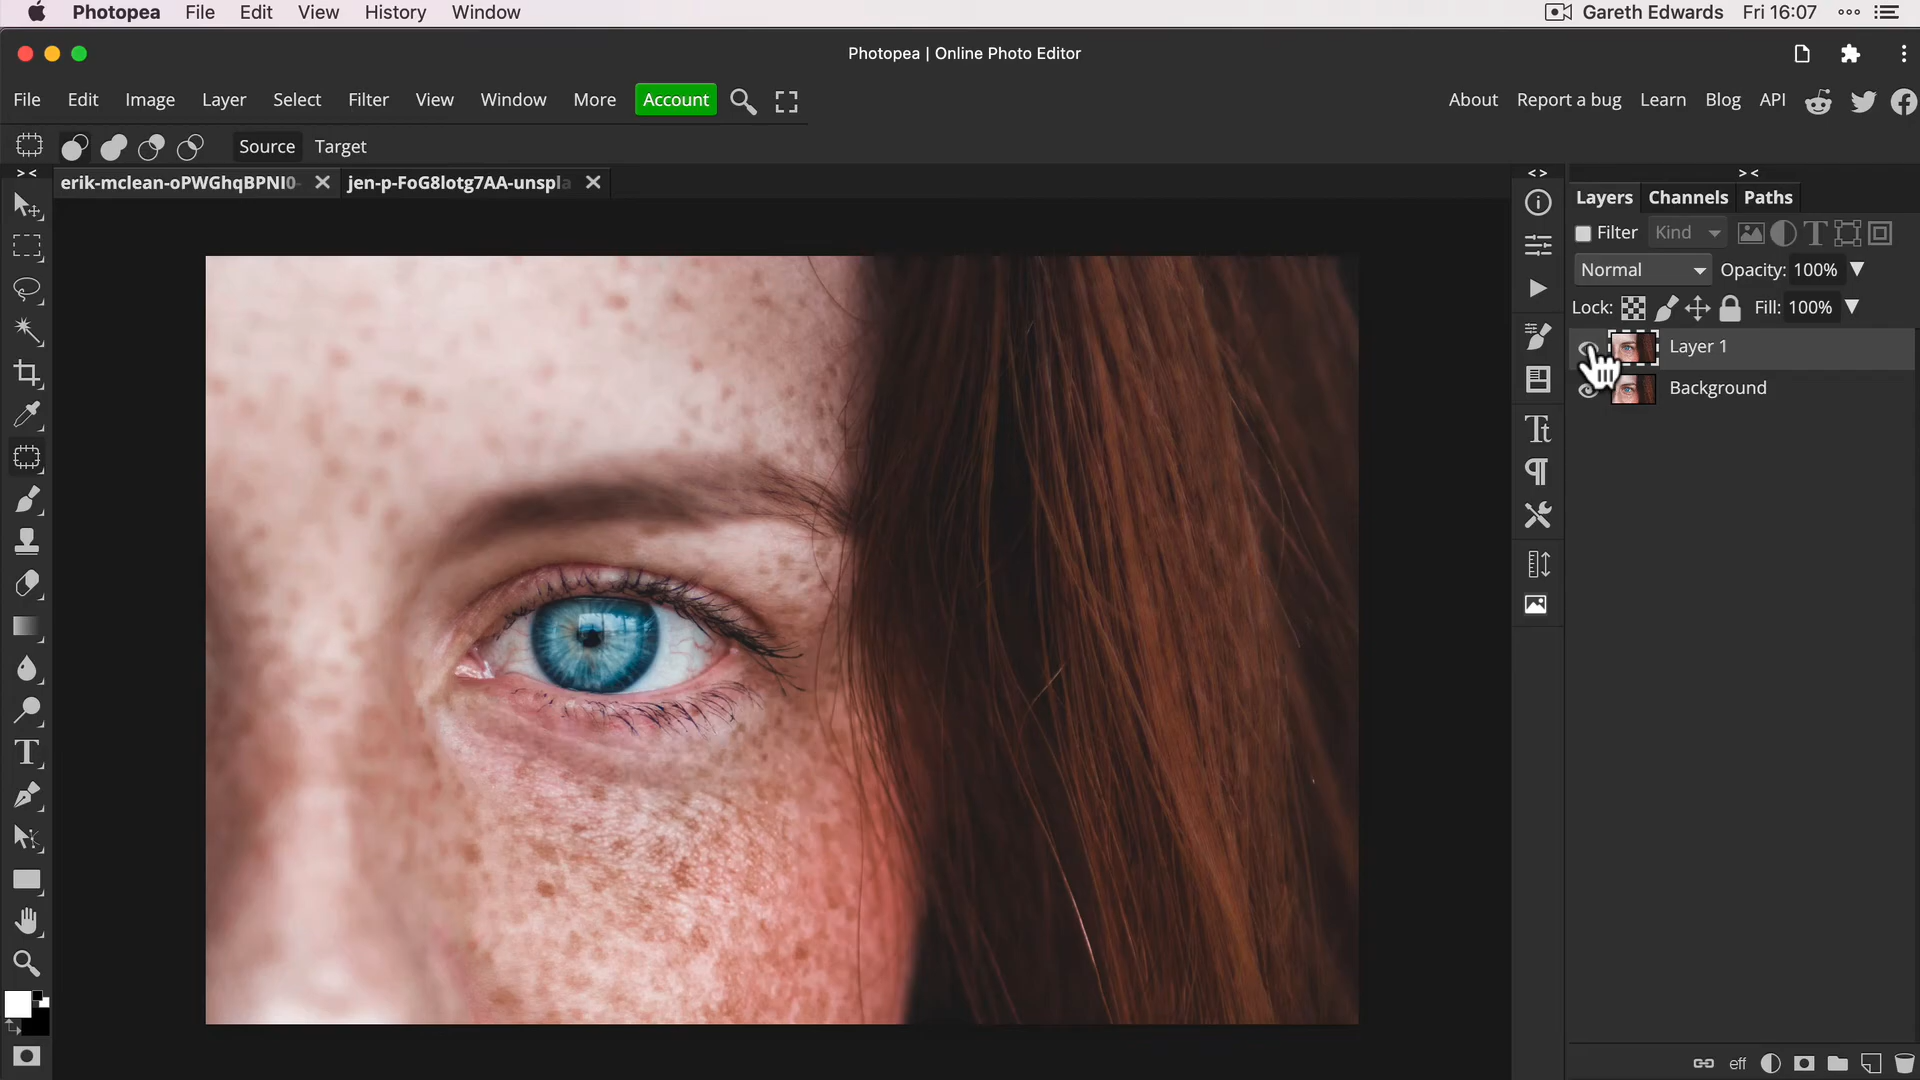 Photopea File Edit View History Window Gareth Edwards Fri 16:07
Photopea | Online Photo Editor
File Edit Image Layer Select Filter View Window More Account About Report a bug Learn Blog API
Source Target
erik-mclean-oPWGhqBPNI0- jen-p-FoG8lotg7AA-unspla
Layers Channels Paths
Filter Kind
Normal Opacity: 100%
Lock: Fill: 100%
Layer 1
Background
eff